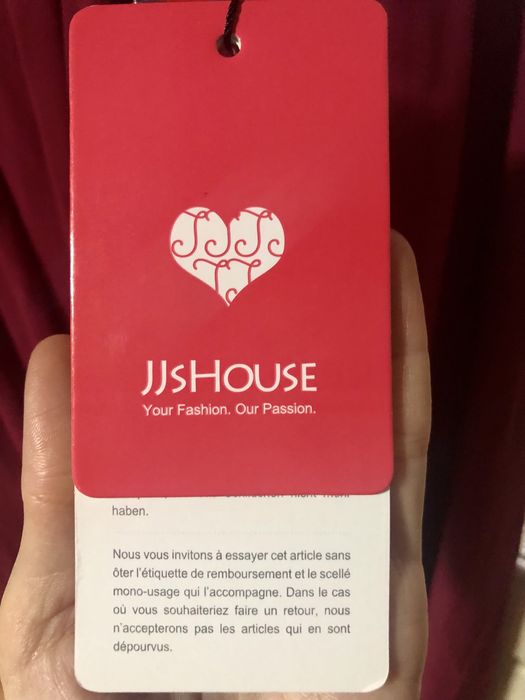 JJSHOUSE
Your Fashion. Our Passion.
nicht mehr
haben.
Nous vous invitons à essayer cet article sans
ôter l'étiquette de remboursement et le scellé
mono-usage qui l'accompagne. Dans le cas
où vous souhaiteriez faire un retour, nous
n'accepterons pas les articles qui en sont
dépourvus.